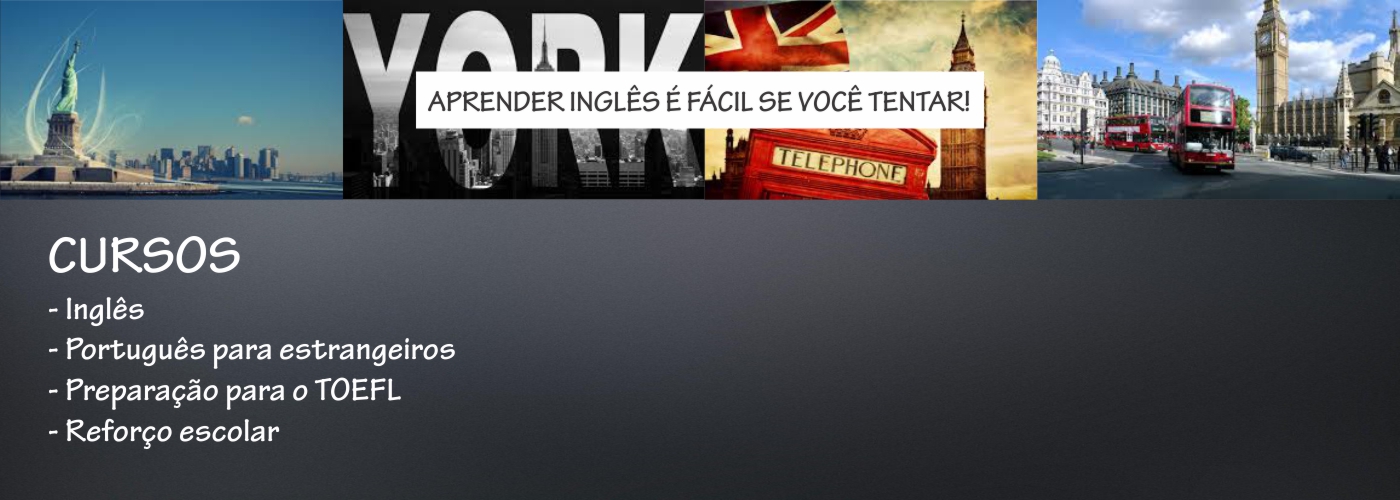 YORK
APRENDER INGLÊS É FÁCIL SE VOCÊ TENTAR!
TELEPHONE
CURSOS
- Inglês
- Português para estrangeiros
- Preparação para o TOEFL
- Reforço escolar